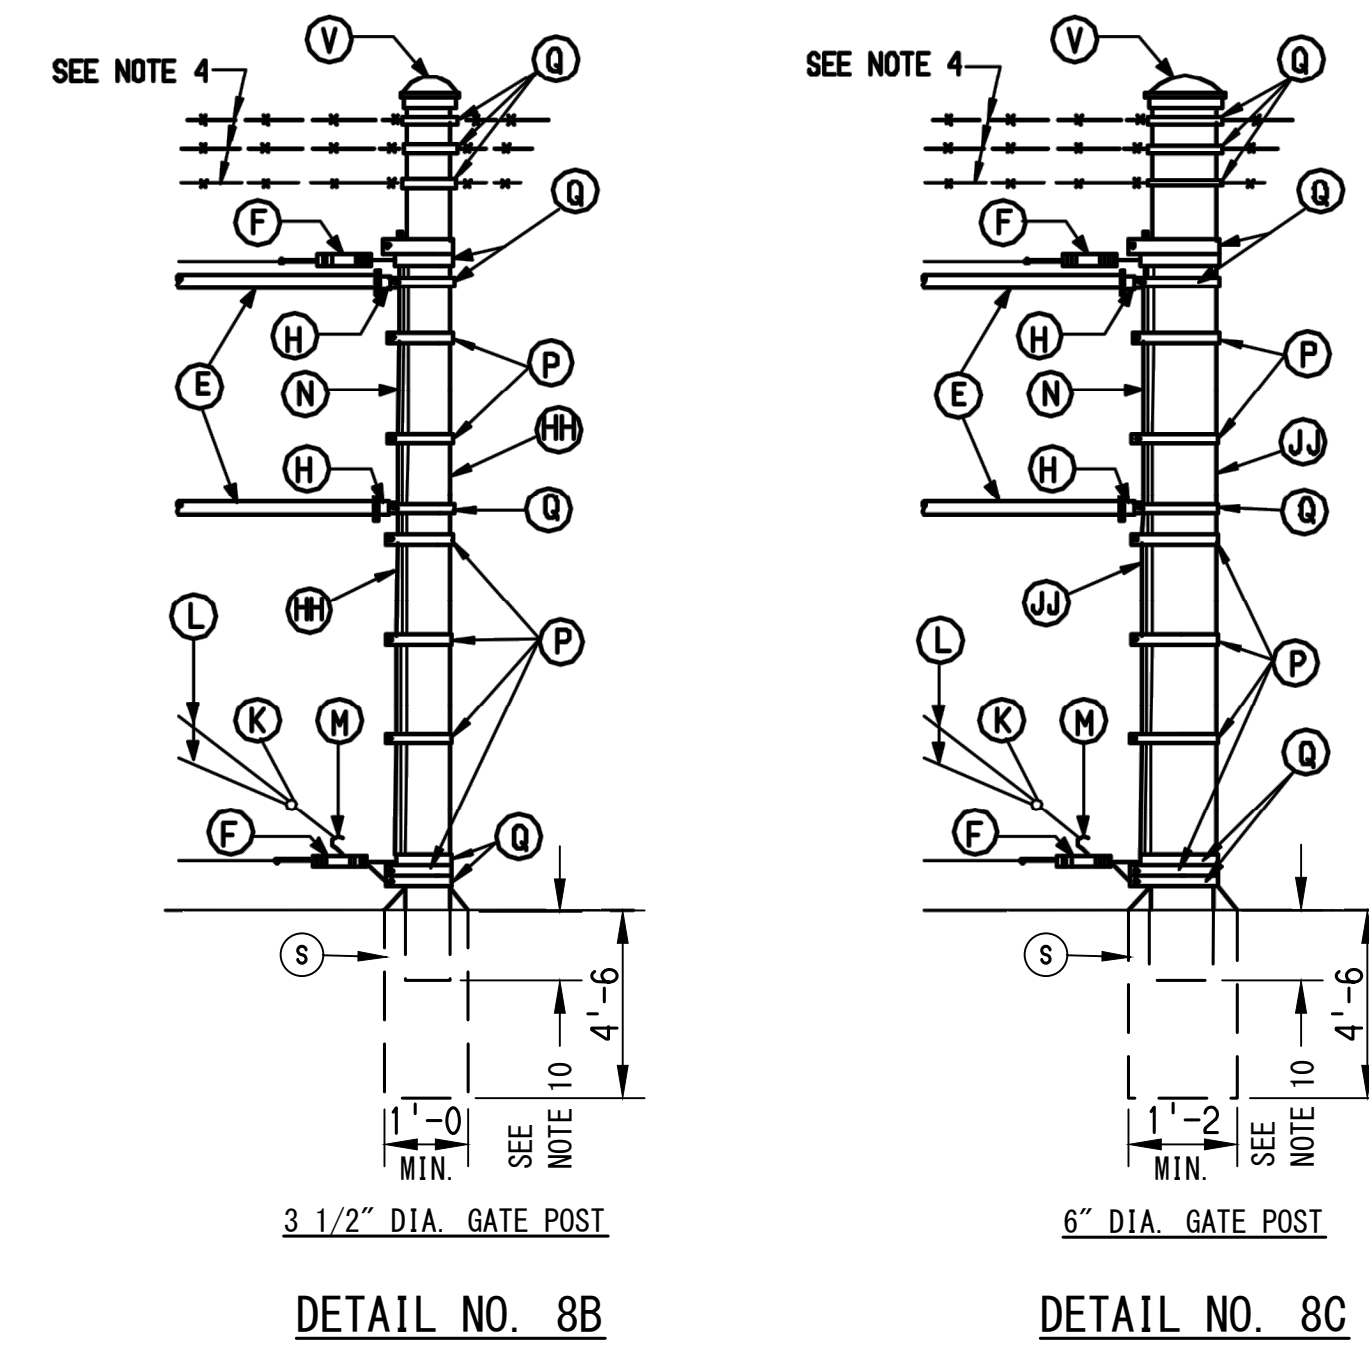 V
Q
SEE NOTE 4
Q
F
H
E
N
P
HH
H
Q
HH
L
P
K
M
F
Q
S
4'-6
1'-0
MIN.
SEE
NOTE 10
3 1/2" DIA. GATE POST
DETAIL NO. 8B
V
Q
SEE NOTE 4
Q
F
H
E
N
P
JJ
H
Q
JJ
L
P
K
M
Q
F
S
4'-6
1'-2
MIN.
SEE
NOTE 10
6" DIA. GATE POST
DETAIL NO. 8C